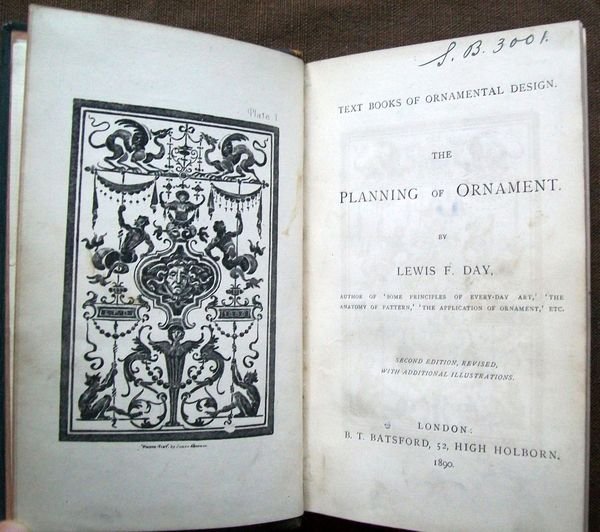 Plate 1
S. B. 3001.
TEXT BOOKS OF ORNAMENTAL DESIGN.
THE
PLANNING OF ORNAMENT.
BY
LEWIS F. DAY,
AUTHOR OF 'SOME PRINCIPLES OF EVERY-DAY ART,' 'THE
ANATOMY OF PATTERN,' 'THE APPLICATION OF ORNAMENT,' ETC.
SECOND EDITION, REVISED,
WITH ADDITIONAL ILLUSTRATIONS.
LONDON:
B. T. BATSFORD, 52, HIGH HOLBORN.
1890.